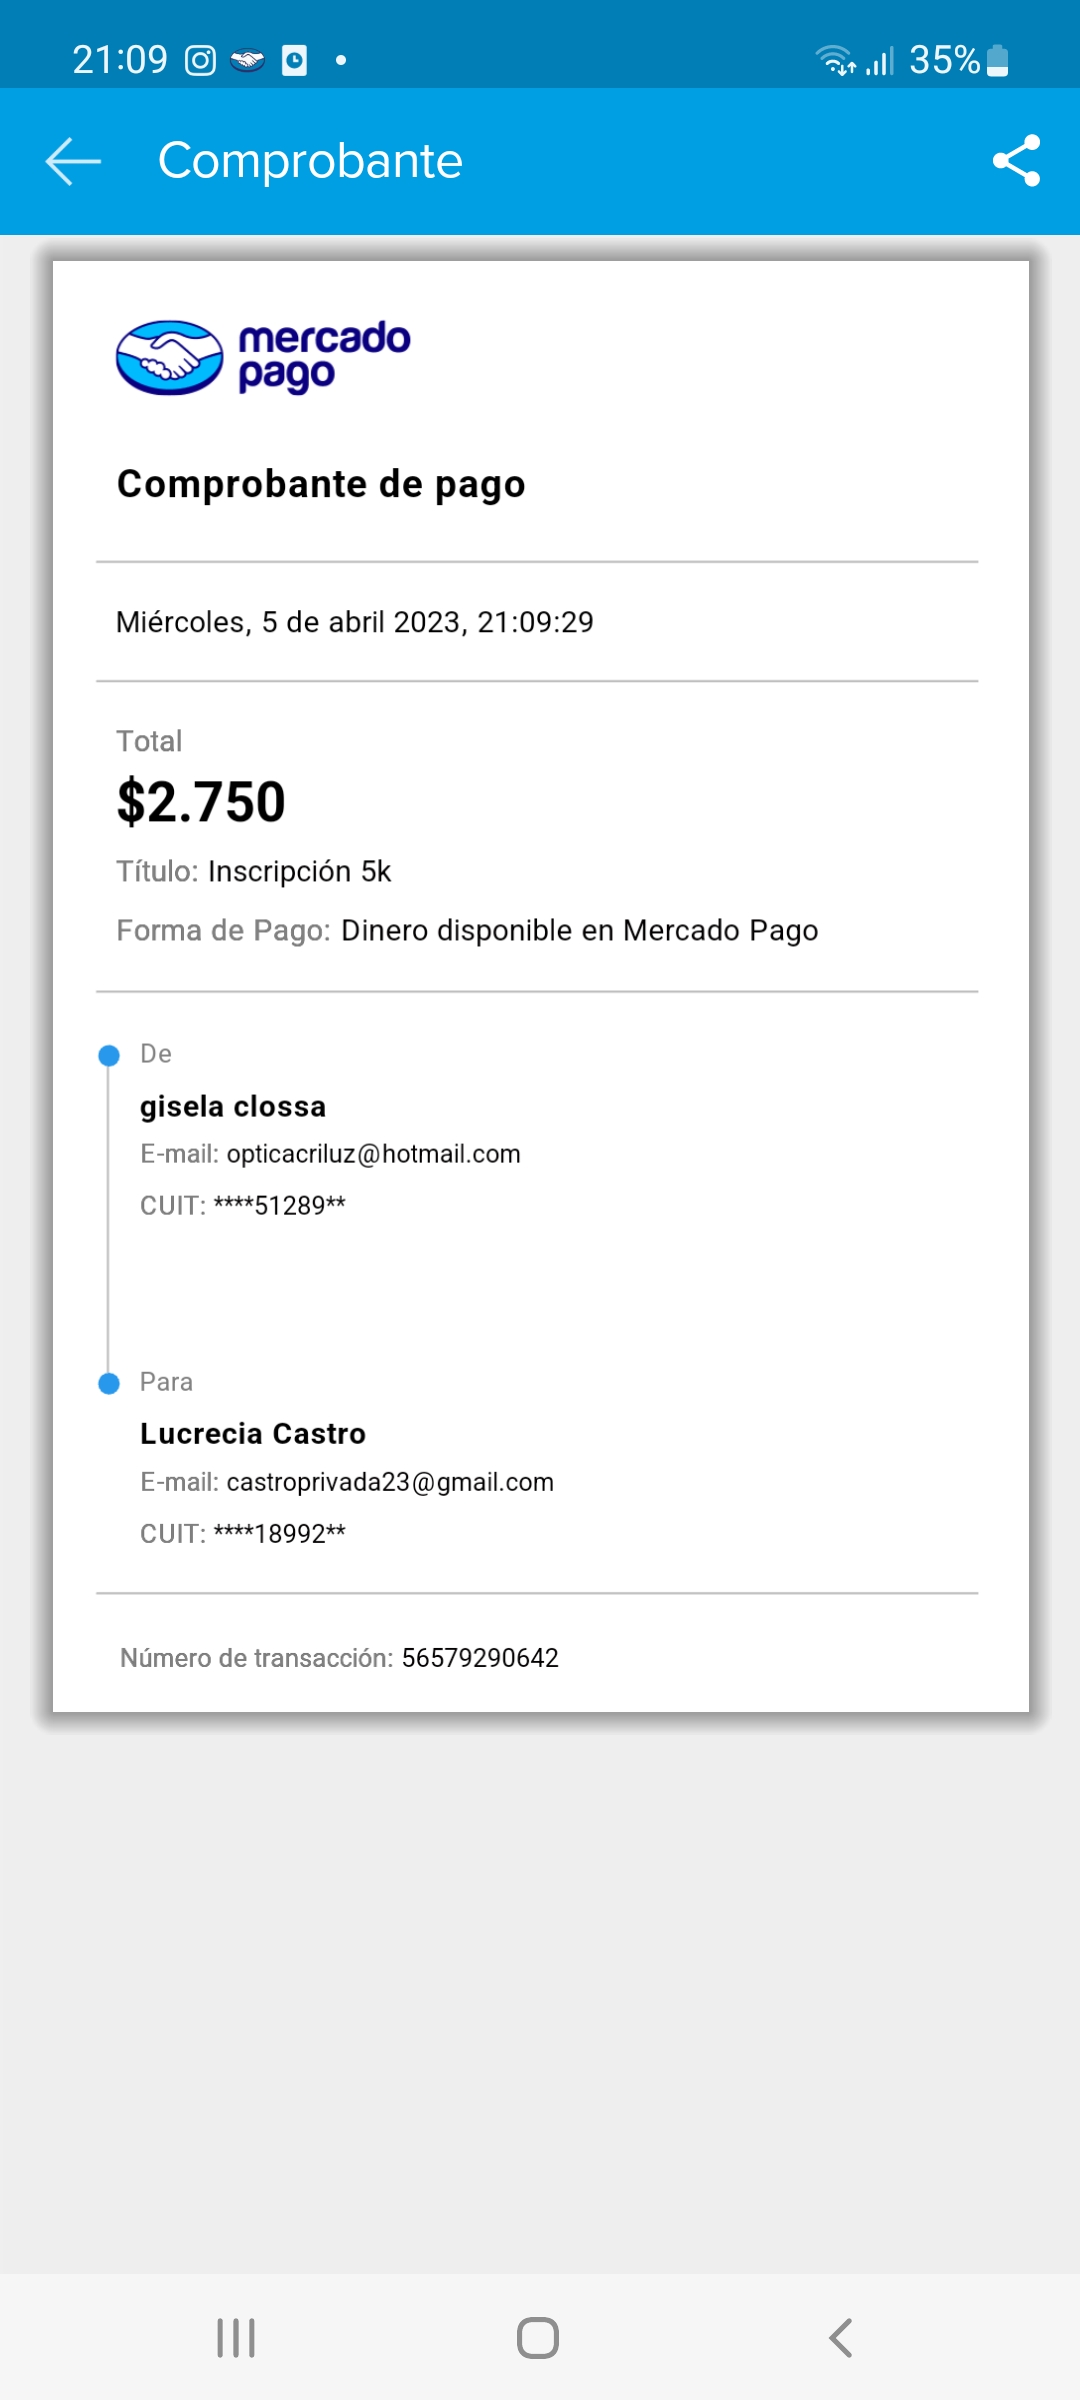 21:09 35%
Comprobante
mercado
pago
Comprobante de pago
Miércoles, 5 de abril 2023, 21:09:29
Total
$2.750
Título: Inscripción 5k
Forma de Pago: Dinero disponible en Mercado Pago
De
gisela clossa
E-mail: opticacriluz@hotmail.com
CUIT: ****51289**
Para
Lucrecia Castro
E-mail: castroprivada23@gmail.com
CUIT: ****18992**
Número de transacción: 56579290642